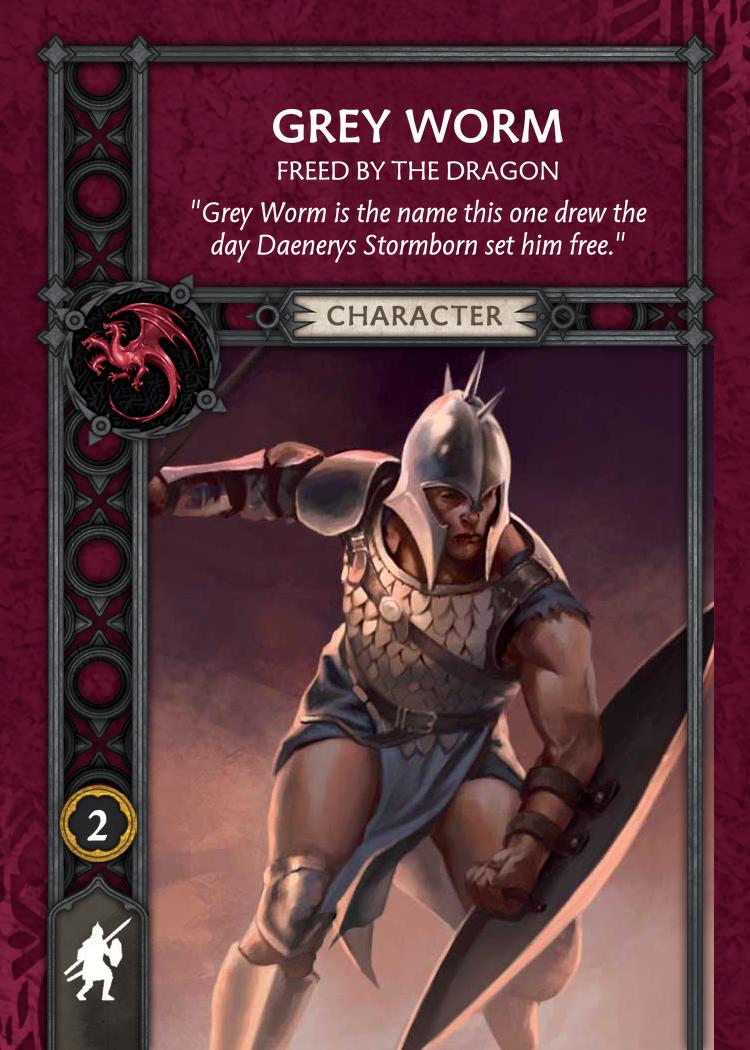 GREY WORM
FREED BY THE DRAGON
"Grey Worm is the name this one drew the
day Daenerys Stormborn set him free."
CHARACTER
2